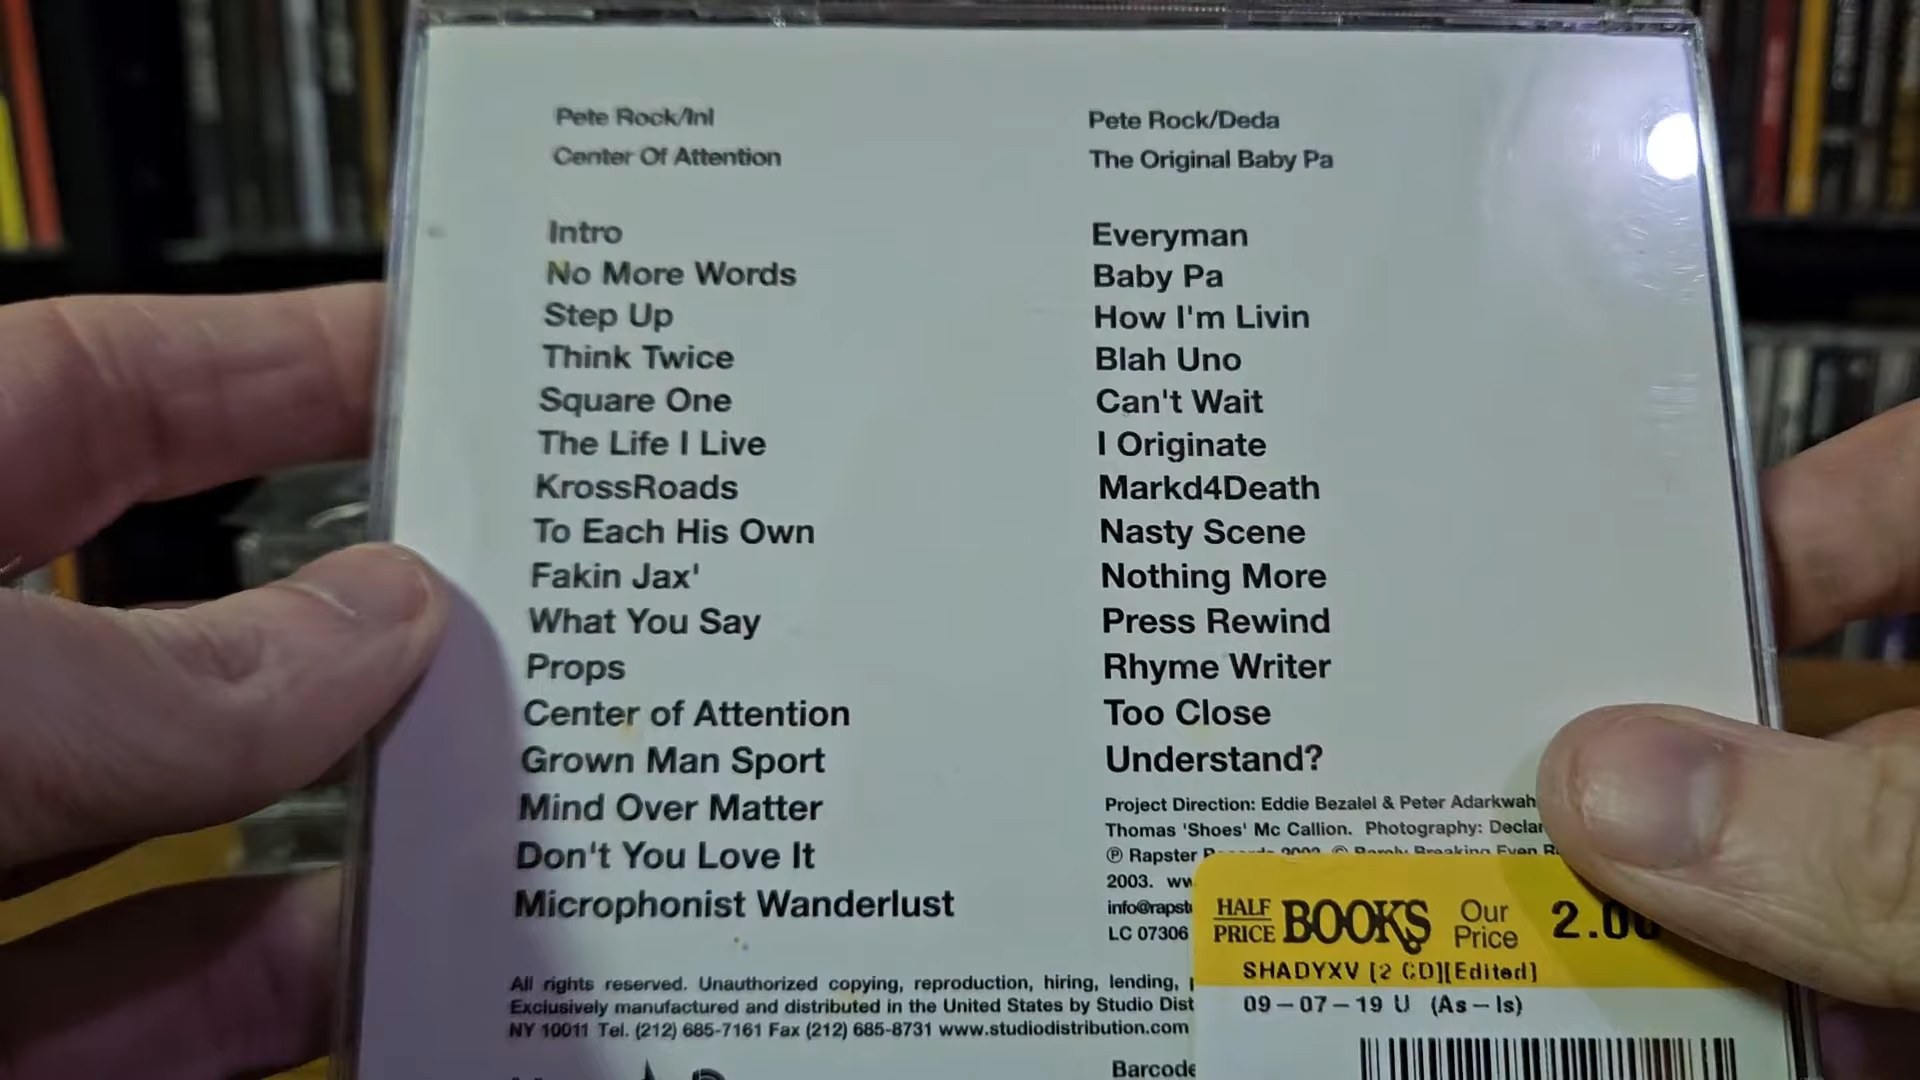 Pete Rock/InI
Center Of Attention
Intro
No More Words
Step Up
Think Twice
Square One
The Life I Live
KrossRoads
To Each His Own
Fakin Jax'
What You Say
Props
Center of Attention
Grown Man Sport
Mind Over Matter
Don't You Love It
Microphonist Wanderlust
Pete Rock/Deda
The Original Baby Pa
Everyman
Baby Pa
How I'm Livin
Blah Uno
Can't Wait
I Originate
Markd4Death
Nasty Scene
Nothing More
Press Rewind
Rhyme Writer
Too Close
Understand?
Project Direction: Eddie Bezalel & Peter Adarkwah
Thomas 'Shoes' Mc Callion. Photography:
℗ Rapster
2003.
LC 07306
All rights reserved. Unauthorized copying, reproduction, hiring, lending,
Exclusively manufactured and distributed in the United States by Studio
NY 10011 Tel. (212) 685-7161 Fax (212) 685-8731 www.studiodistribution.com
Barcode
HALF PRICE BOOKS Our Price 2.00
SHADYXV [2 CD][Edited]
09-07-19 U (As-Is)